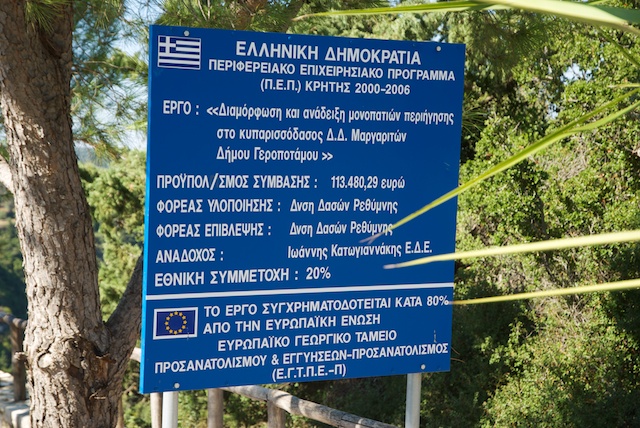 ΕΛΛΗΝΙΚΗ ΔΗΜΟΚΡΑΤΙΑ
ΠΕΡΙΦΕΡΕΙΑΚΟ ΕΠΙΧΕΙΡΗΣΙΑΚΟ ΠΡΟΓΡΑΜΜΑ
(Π.Ε.Π.) ΚΡΗΤΗΣ 2000-2006
ΕΡΓΟ : «Διαμόρφωση και ανάδειξη μονοπατιών περιήγησης
στο κυπαρισσόδασος Δ.Δ. Μαργαριτών
Δήμου Γεροποτάμου »
ΠΡΟΫΠΟΛ/ΣΜΟΣ ΣΥΜΒΑΣΗΣ : 113.480,29 ευρώ
ΦΟΡΕΑΣ ΥΛΟΠΟΙΗΣΗΣ : Δνση Δασών Ρεθύμνης
ΦΟΡΕΑΣ ΕΠΙΒΛΕΨΗΣ : Δνση Δασών Ρεθύμνης
ΑΝΑΔΟΧΟΣ : Ιωάννης Κατωγιαννάκης Ε.Δ.Ε.
ΕΘΝΙΚΗ ΣΥΜΜΕΤΟΧΗ : 20%
ΤΟ ΕΡΓΟ ΣΥΓΧΡΗΜΑΤΟΔΟΤΕΙΤΑΙ ΚΑΤΑ 80%
ΑΠΟ ΤΗΝ ΕΥΡΩΠΑΪΚΗ ΕΝΩΣΗ
ΕΥΡΩΠΑΪΚΟ ΓΕΩΡΓΙΚΟ ΤΑΜΕΙΟ
ΠΡΟΣΑΝΑΤΟΛΙΣΜΟΥ & ΕΓΓΥΗΣΕΩΝ-ΠΡΟΣΑΝΑΤΟΛΙΣΜΟΣ
(Ε.Γ.Τ.Π.Ε.-Π)